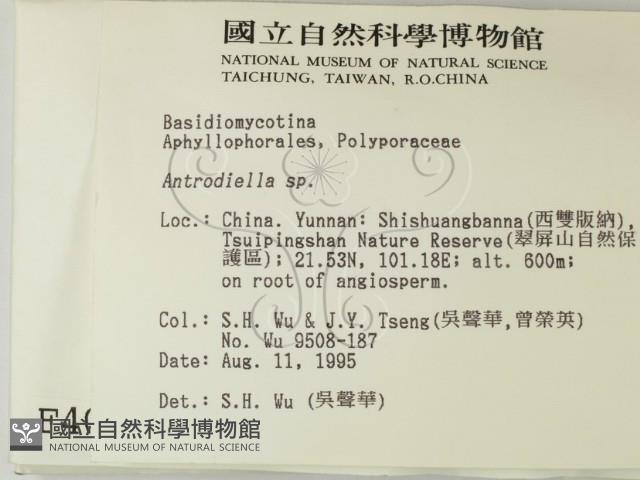 國立自然科學博物館
NATIONAL MUSEUM OF NATURAL SCIENCE
TAICHUNG, TAIWAN, R.O.CHINA
Basidiomycotina
Aphyllophorales, Polyporaceae
Antrodiella sp.
Loc.: China. Yunnan: Shishuangbanna(西雙版納),
Tsuipingshan Nature Reserve(翠屏山自然保
護區); 21.53N, 101.18E; alt. 600m;
on root of angiosperm.
Col.: S.H. Wu & J.Y. Tseng(吳聲華,曾榮英)
No. Wu 9508-187
Date: Aug. 11, 1995
Det.: S.H. Wu (吳聲華)
國立自然科學博物館
NATIONAL MUSEUM OF NATURAL SCIENCE